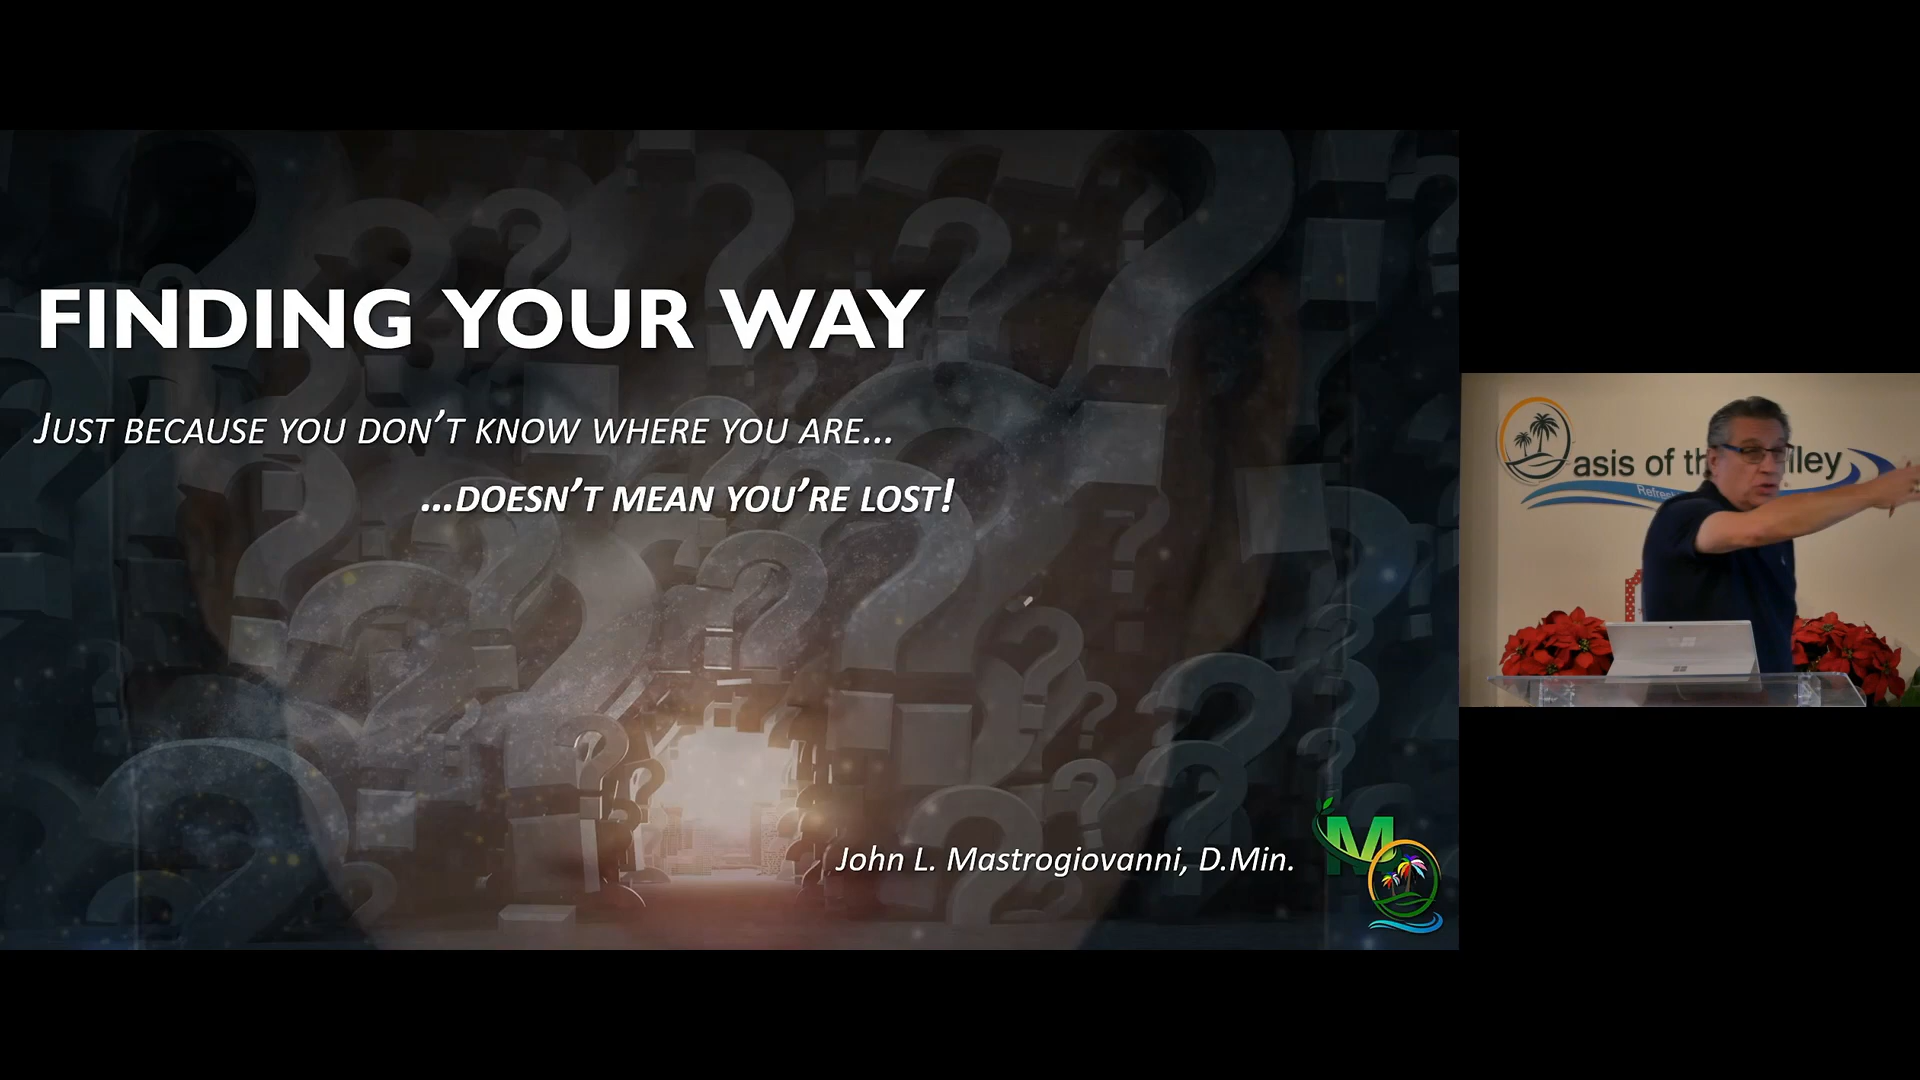 FINDING YOUR WAY
JUST BECAUSE YOU DON'T KNOW WHERE YOU ARE...
...DOESN'T MEAN YOU'RE LOST!
John L. Mastrogiovanni, D.Min.
M
asis of th lley